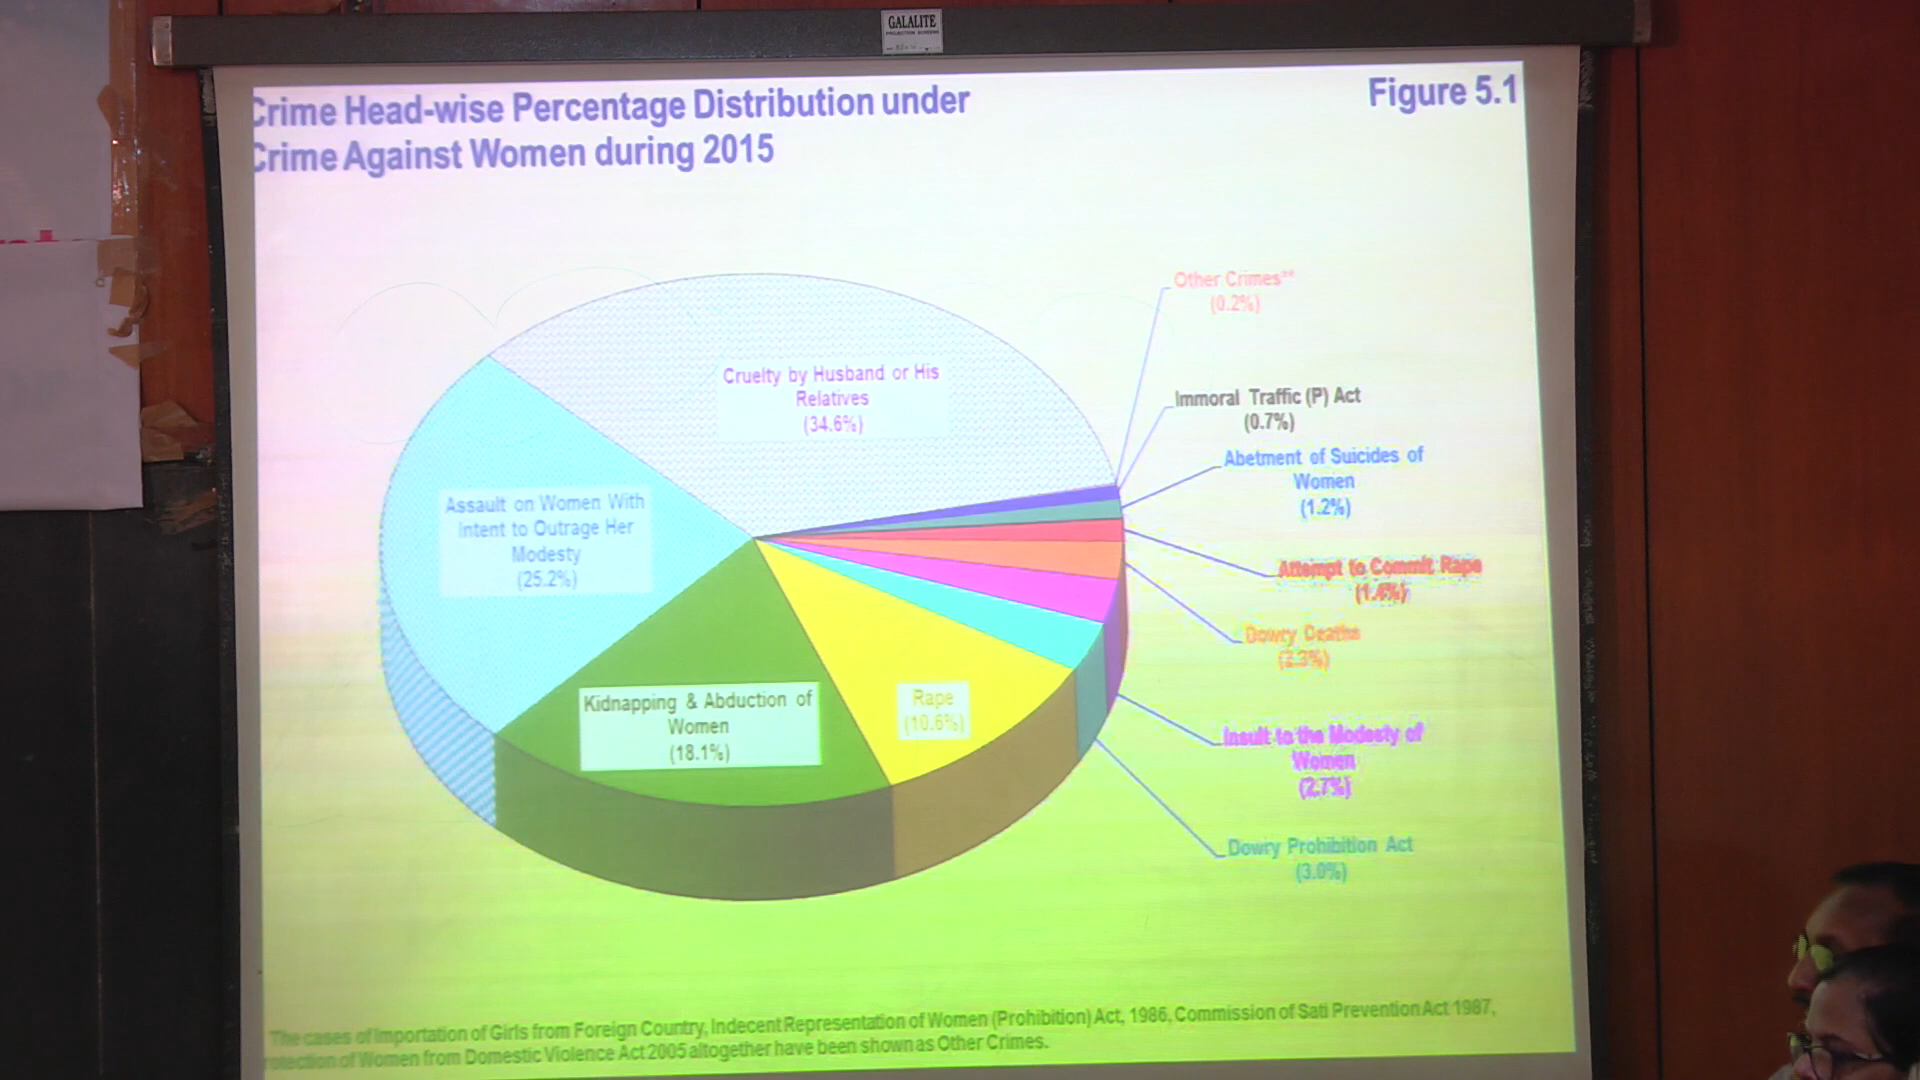 GALALITE
PROJECTION SCREENS
Crime Head-wise Percentage Distribution under
Crime Against Women during 2015
Figure 5.1
Other Crimes**
(0.2%)
Immoral Traffic (P) Act
(0.7%)
Abetment of Suicides of
Women
(1.2%)
Attempt to Commit Rape
(1.4%)
Dowry Deaths
(2.3%)
Insult to the Modesty of
Women
(2.7%)
Dowry Prohibition Act
(3.0%)
Cruelty by Husband or His
Relatives
(34.6%)
Assault on Women With
Intent to Outrage Her
Modesty
(25.2%)
Kidnapping & Abduction of
Women
(18.1%)
Rape
(10.6%)
The cases of Importation of Girls from Foreign Country, Indecent Representation of Women (Prohibition) Act, 1986, Commission of Sati Prevention Act 1987,
otection of Women from Domestic Violence Act 2005 altogether have been shown as Other Crimes.